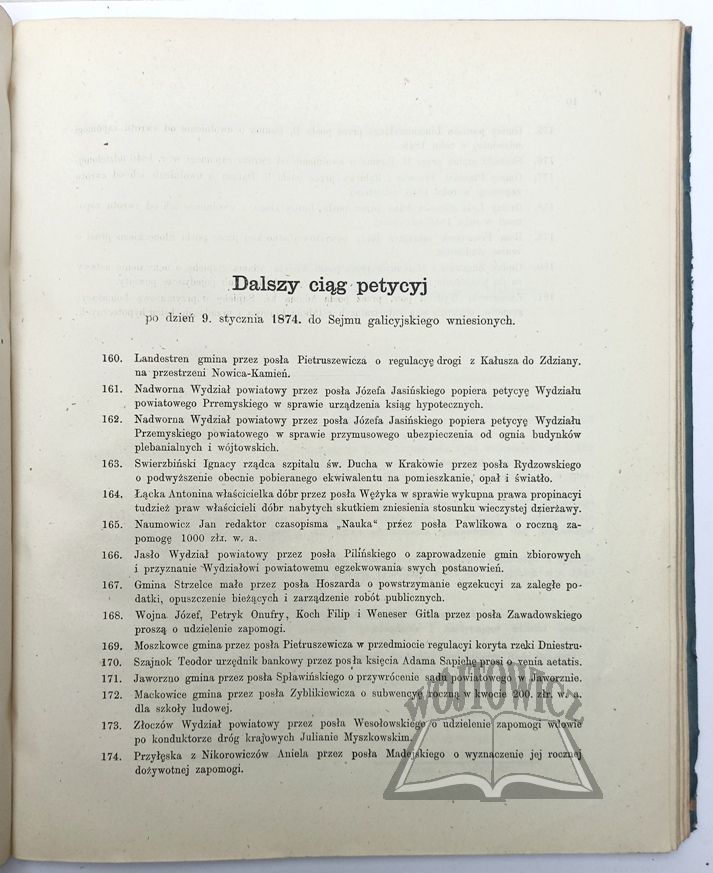 Dalszy ciąg petycyj
po dzień 9. stycznia 1874. do Sejmu galicyjskiego wniesionych.
160. Landestren gmina przez posła Pietruszewicza o regulacyę drogi z Kałusza do Zdziany.
na przestrzeni Nowica-Kamień.
161. Nadworna Wydział powiatowy przez posła Józefa Jasińskiego popiera petycyę Wydziału
powiatowego Prremyskiego w sprawie urządzenia ksiąg hypotecznych.
162. Nadworna Wydział powiatowy przez posła Józefa Jasińskiego popiera petycyę Wydziału
Przemyskiego powiatowego w sprawie przymusowego ubezpieczenia od ognia budynków
plebanialnych i wójtowskich.
163. Swierzbiński Ignacy rządca szpitalu św. Ducha w Krakowie przez posła Rydzowskiego
o podwyższenie obecnie pobieranego ekwiwalentu na pomieszkanie, opał i światło.
164. Łącka Antonina właścicielka dóbr przez posła Wężyka w sprawie wykupna prawa propinacyi
tudzież praw właścicieli dóbr nabytych skutkiem zniesienia stosunku wieczystej dzierżawy.
165. Naumowicz Jan redaktor czasopisma „Nauka“ przez posła Pawlikowa o roczną za-
pomogę 1000 złr. w. a.
166. Jasło Wydział powiatowy przez posła Pilińskiego o zaprowadzenie gmin zbiorowych
i przyznanie Wydziałowi powiatowemu egzekwowania swych postanowień.
167. Gmina Strzelce małe przez posła Hoszarda o powstrzymanie egzekucyi za zaległe po-
datki, opuszczenie bieżących i zarządzenie robót publicznych.
168. Wojna Józef, Petryk Onufry, Koch Filip i Weneser Gitla przez posła Zawadowskiego
proszą o udzielenie zapomogi.
169. Moszkowce gmina przez posła Pietruszewicza w przedmiocie regulacyi koryta rzeki Dniestru.
170. Szajnok Teodor urzędnik bankowy przez posła księcia Adama Sapiehę prosi o venia aetatis.
171. Jaworzno gmina przez posła Spławińskiego o przywrócenie sądu powiatowego w Jaworznie.
172. Mackowice gmina przez posła Zyblikiewicza o subwencyę roczną w kwocie 200. złr. w. a.
dla szkoły ludowej.
173. Złoczów Wydział powiatowy przez posła Wesołowskiego o udzielenie zapomogi wdowie
po konduktorze dróg krajowych Julianie Myszkowskim.
174. Przyłęska z Nikorowiczów Aniela przez posła Madejskiego o wyznaczenie jej rocznej
dożywotnej zapomogi.
WÓJTOWICZ